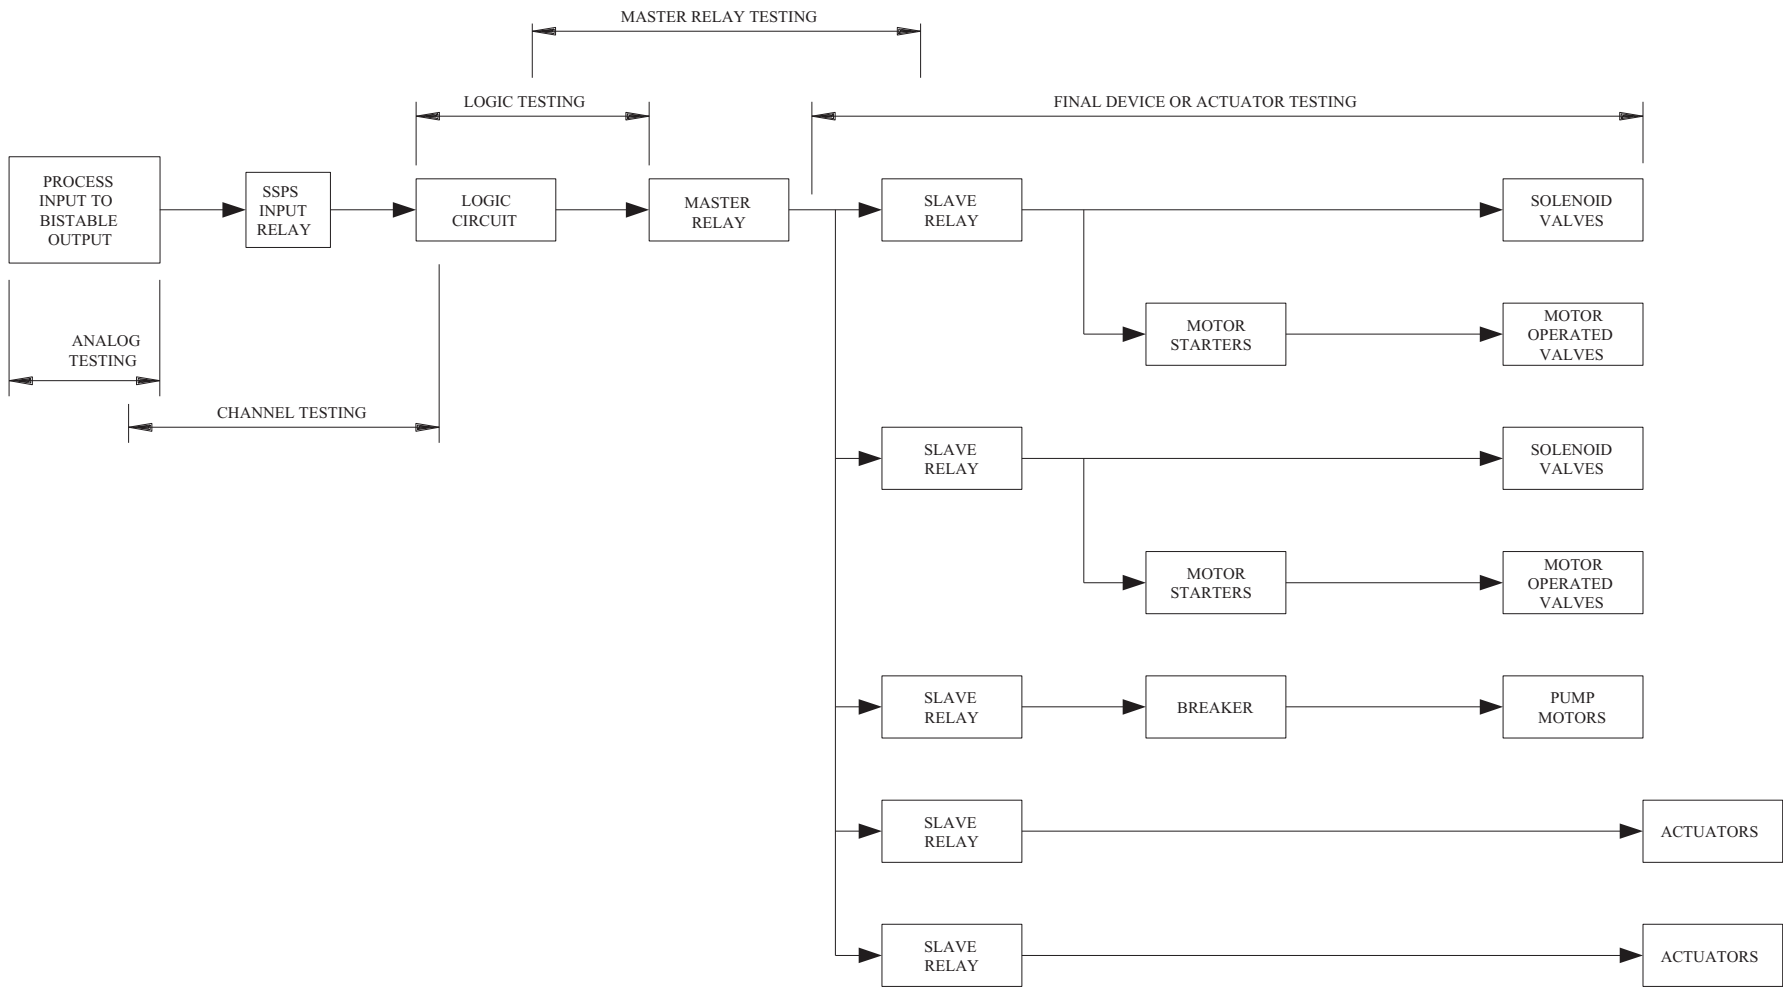 MASTER RELAY TESTING
LOGIC TESTING
FINAL DEVICE OR ACTUATOR TESTING
PROCESS
INPUT TO
BISTABLE
OUTPUT
SSPS
INPUT
RELAY
LOGIC
CIRCUIT
MASTER
RELAY
SLAVE
RELAY
SOLENOID
VALVES
MOTOR
STARTERS
MOTOR
OPERATED
VALVES
ANALOG
TESTING
CHANNEL TESTING
SLAVE
RELAY
SOLENOID
VALVES
MOTOR
STARTERS
MOTOR
OPERATED
VALVES
SLAVE
RELAY
BREAKER
PUMP
MOTORS
SLAVE
RELAY
ACTUATORS
SLAVE
RELAY
ACTUATORS